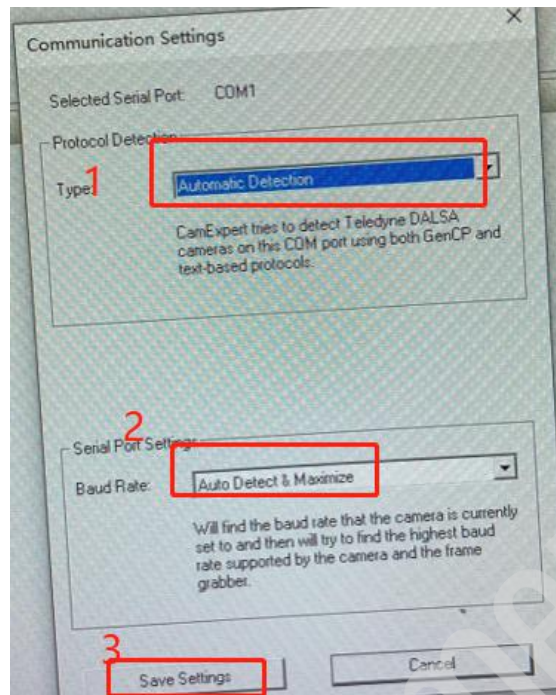 Communication Settings
Selected Serial Port: COM1
Protocol Detection
1
Type:
Automatic Detection
CamExpert tries to detect Teledyne DALSA
cameras on this COM port using both GenCP and
text-based protocols.
2
Serial Port Settings
Baud Rate:
Auto Detect & Maximize
Will find the baud rate that the camera is currently
set to and then will try to find the highest baud
rate supported by the camera and the frame
grabber.
3
Save Settings
Cancel